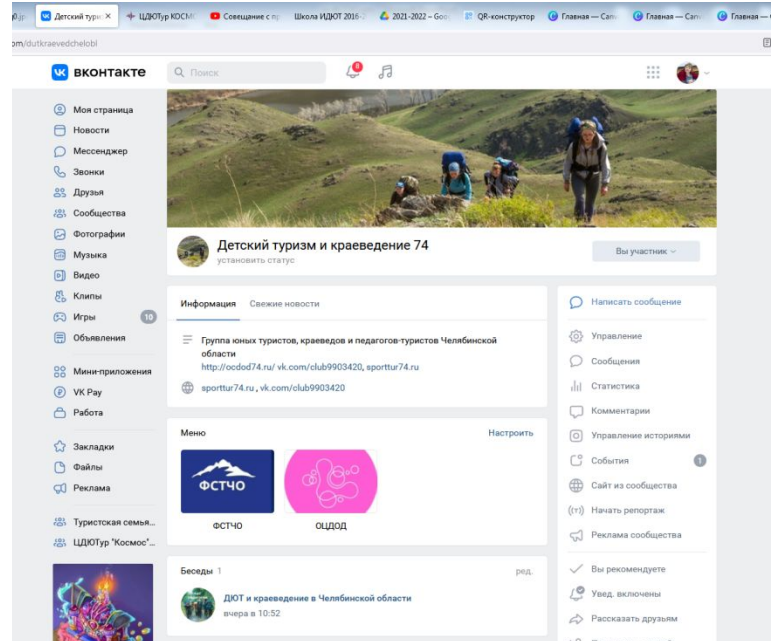 Детский тури
ЦДЮТур КОСМ
Совещание с п
Школа ИДЮТ 2016-
2021-2022 – Goo
QR-конструктор
Главная — Can
Главная — Can
Главная —
om/dutkraevedchelobl
вконтакте
Поиск
8
Моя страница
Новости
Мессенджер
Звонки
Друзья
Сообщества
Фотографии
Музыка
Видео
Клипы
Игры 10
Объявления
Мини-приложения
VK Pay
Работа
Закладки
Файлы
Реклама
Туристская семья...
ЦДЮТур "Космос"...
Детский туризм и краеведение 74
установить статус
Вы участник
Информация Свежие новости
Группа юных туристов, краеведов и педагогов-туристов Челябинской
области
http://ocdod74.ru/ vk.com/club9903420, sporttur74.ru
sporttur74.ru , vk.com/club9903420
Меню Настроить
ФСТЧО
ФСТЧО
ОЦДОД
Беседы 1 ред.
ДЮТ и краеведение в Челябинской области
вчера в 10:52
Написать сообщение
Управление
Сообщения
Статистика
Комментарии
Управление историями
События 1
Сайт из сообщества
Начать репортаж
Реклама сообщества
Вы рекомендуете
Увед. включены
Рассказать друзьям